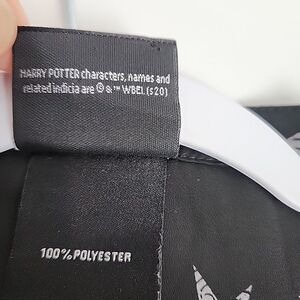 HARRY POTTER characters, names and
related indicia are © & ™ WBEI. (s20)
100% POLYESTER